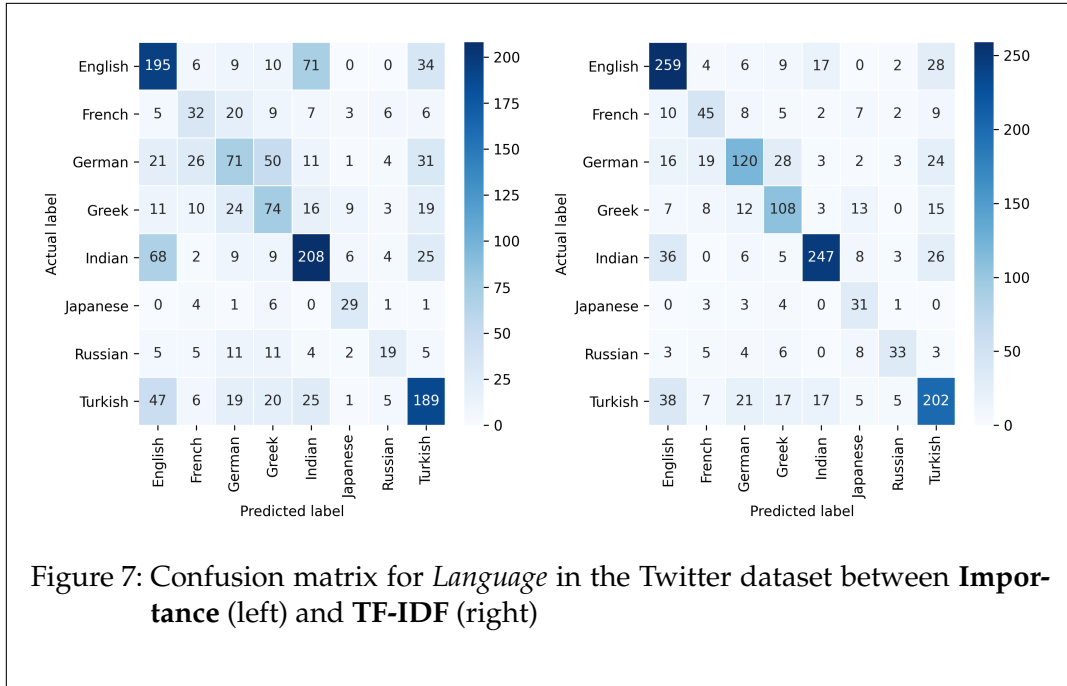 English 195 6 9 10 71 0 0 34
French 5 32 20 9 7 3 6 6
German 21 26 71 50 11 1 4 31
Greek 11 10 24 74 16 9 3 19
Indian 68 2 9 9 208 6 4 25
Japanese 0 4 1 6 0 29 1 1
Russian 5 5 11 11 4 2 19 5
Turkish 47 6 19 20 25 1 5 189
Actual label
English French German Greek Indian Japanese Russian Turkish
Predicted label
200
175
150
125
100
75
50
25
0
English 259 4 6 9 17 0 2 28
French 10 45 8 5 2 7 2 9
German 16 19 120 28 3 2 3 24
Greek 7 8 12 108 3 13 0 15
Indian 36 0 6 5 247 8 3 26
Japanese 0 3 3 4 0 31 1 0
Russian 3 5 4 6 0 8 33 3
Turkish 38 7 21 17 17 5 5 202
Actual label
English French German Greek Indian Japanese Russian Turkish
Predicted label
250
200
150
100
50
0
Figure 7: Confusion matrix for Language in the Twitter dataset between Impor-
tance (left) and TF-IDF (right)